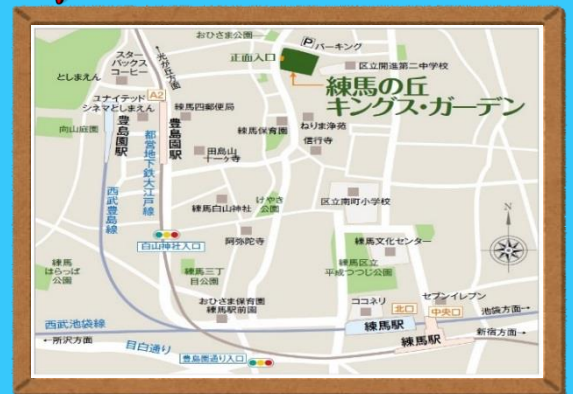 おひさま公園
P パーキング
正面入口
区立開進第二中学校
練馬の丘
キングス・ガーデン
←光が丘方面
スター
バックス
コーヒー
としまえん
A2
ユナイテッド
シネマとしまえん
練馬四郵便局
向山庭園
豊島園駅
豊島園駅
都営地下鉄大江戸線
西武豊島線
田島山
十一ヶ寺
練馬保育園
ねりま浄苑
信行寺
練馬白山神社
けやき
公園
区立南町小学校
白山神社入口
阿弥陀寺
練馬文化センター
N
練馬
はらっぱ
公園
練馬三丁
目公園
練馬区立
平成つつじ公園
おひさま保育園
練馬駅前園
ココネリ
北口
セブンイレブン
中央口
池袋方面→
西武池袋線
練馬駅
新宿方面→
←所沢方面
目白通り
豊島園通り入口
練馬駅